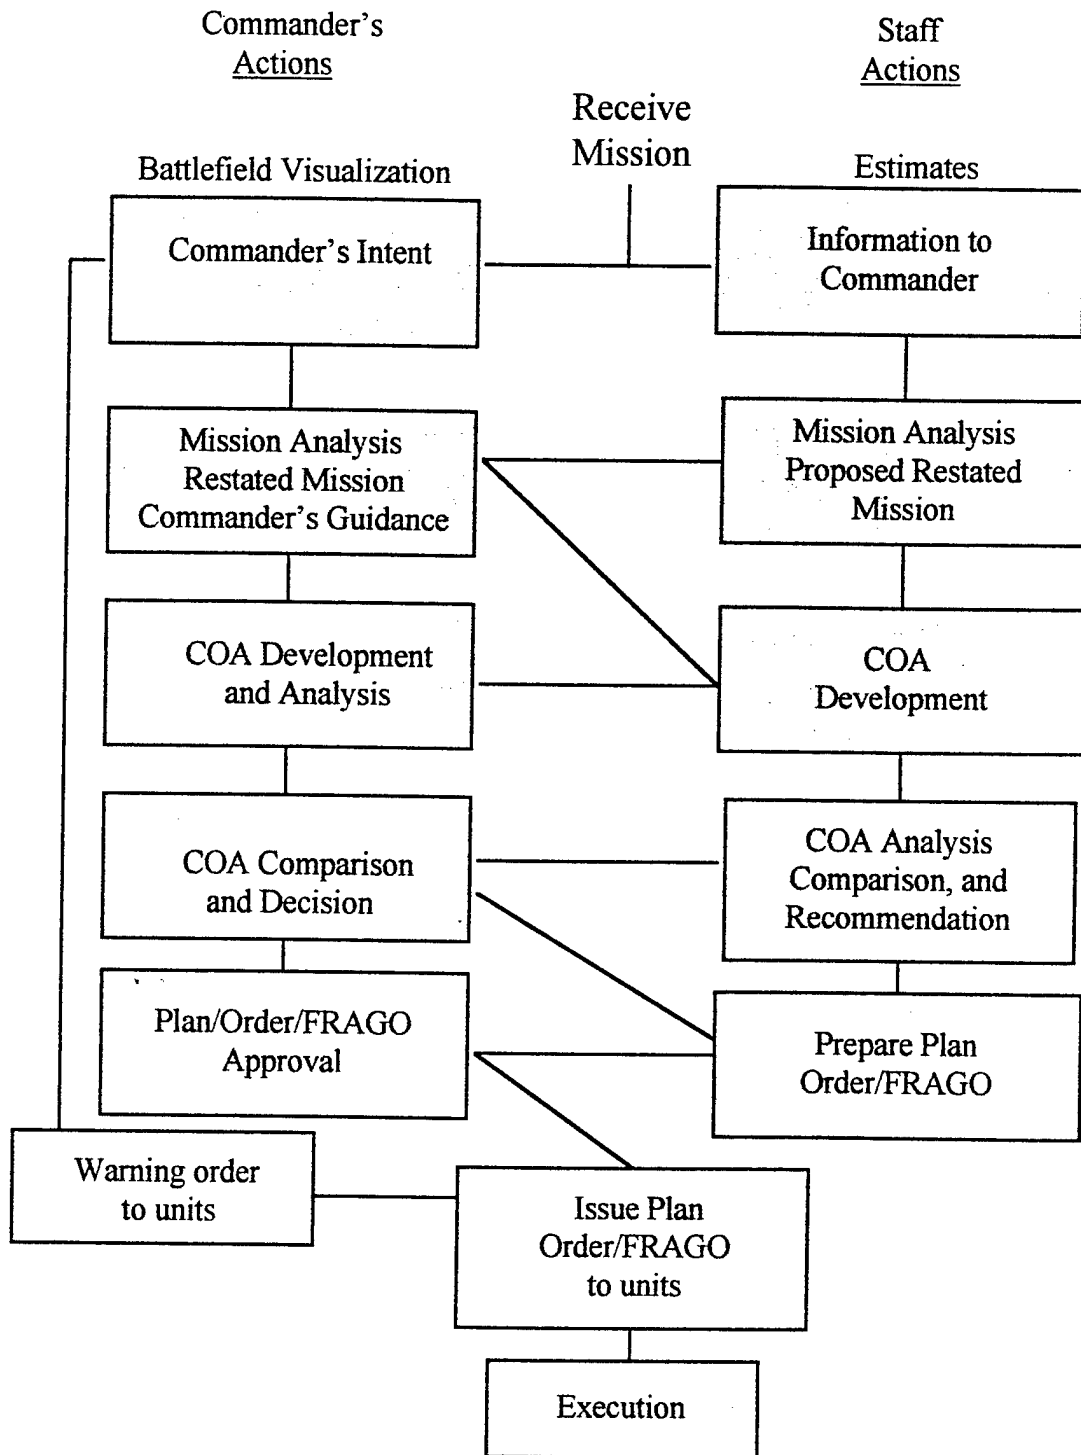 Commander's
Actions
Staff
Actions
Receive
Mission
Battlefield Visualization
Estimates
Commander's Intent
Information to
Commander
Mission Analysis
Restated Mission
Commander's Guidance
Mission Analysis
Proposed Restated
Mission
COA Development
and Analysis
COA
Development
COA Comparison
and Decision
COA Analysis
Comparison, and
Recommendation
Plan/Order/FRAGO
Approval
Prepare Plan
Order/FRAGO
Warning order
to units
Issue Plan
Order/FRAGO
to units
Execution